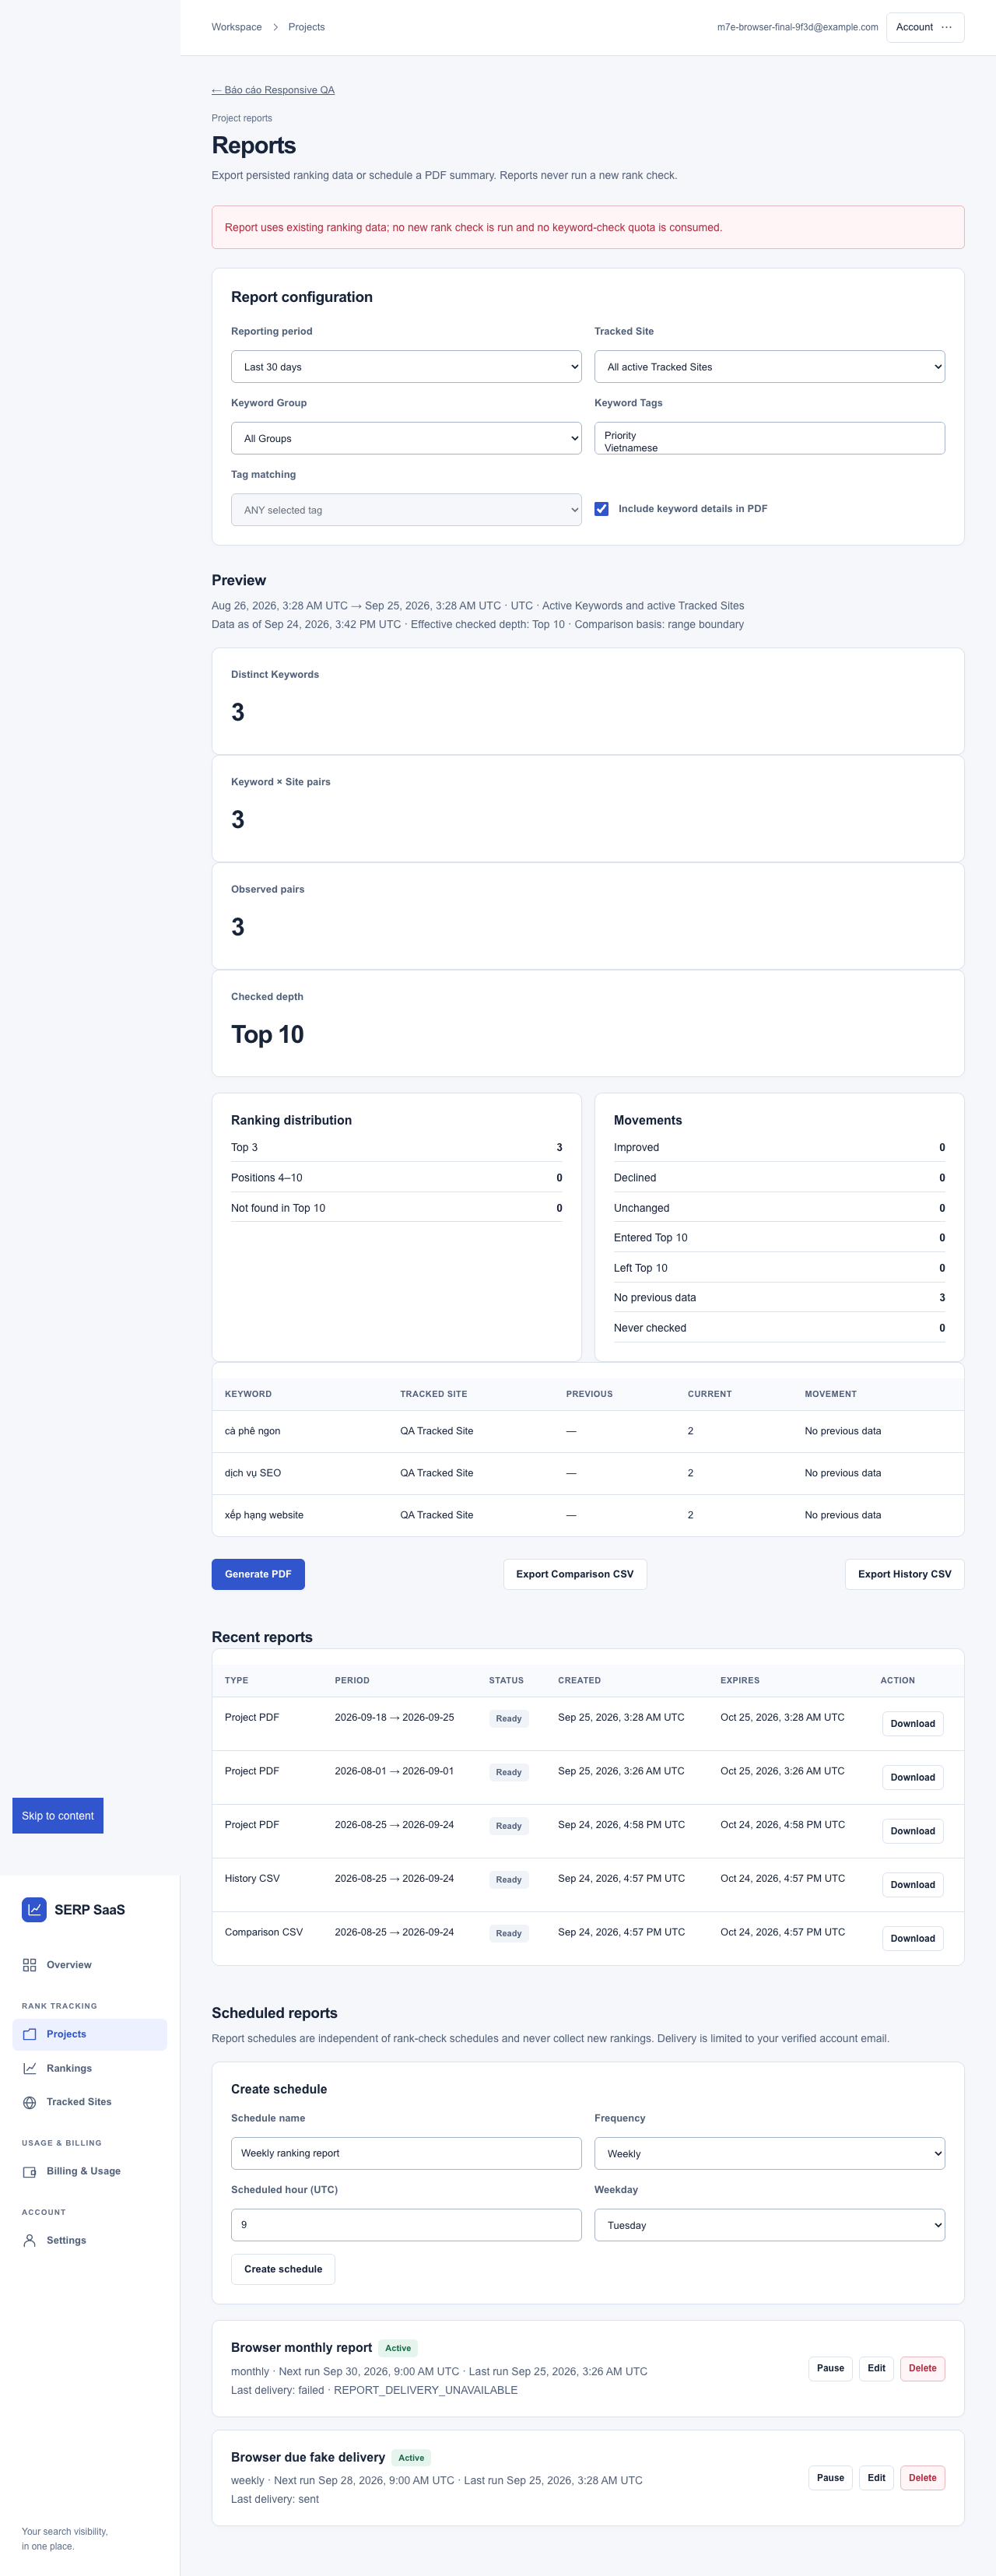 Workspace > Projects
m7e-browser-final-9f3d@example.com
Account ···
← Báo cáo Responsive QA
Project reports
Reports
Export persisted ranking data or schedule a PDF summary. Reports never run a new rank check.
Report uses existing ranking data; no new rank check is run and no keyword-check quota is consumed.
Report configuration
Reporting period
Last 30 days
Tracked Site
All active Tracked Sites
Keyword Group
All Groups
Keyword Tags
Priority
Vietnamese
Tag matching
ANY selected tag
Include keyword details in PDF
Preview
Aug 26, 2026, 3:28 AM UTC → Sep 25, 2026, 3:28 AM UTC · UTC · Active Keywords and active Tracked Sites
Data as of Sep 24, 2026, 3:42 PM UTC · Effective checked depth: Top 10 · Comparison basis: range boundary
Distinct Keywords
3
Keyword × Site pairs
3
Observed pairs
3
Checked depth
Top 10
Ranking distribution
Top 3 3
Positions 4–10 0
Not found in Top 10 0
Movements
Improved 0
Declined 0
Unchanged 0
Entered Top 10 0
Left Top 10 0
No previous data 3
Never checked 0
KEYWORD TRACKED SITE PREVIOUS CURRENT MOVEMENT
cà phê ngon QA Tracked Site — 2 No previous data
dịch vụ SEO QA Tracked Site — 2 No previous data
xếp hạng website QA Tracked Site — 2 No previous data
Generate PDF
Export Comparison CSV
Export History CSV
Recent reports
TYPE PERIOD STATUS CREATED EXPIRES ACTION
Project PDF 2026-09-18 → 2026-09-25 Ready Sep 25, 2026, 3:28 AM UTC Oct 25, 2026, 3:28 AM UTC Download
Project PDF 2026-08-01 → 2026-09-01 Ready Sep 25, 2026, 3:26 AM UTC Oct 25, 2026, 3:26 AM UTC Download
Project PDF 2026-08-25 → 2026-09-24 Ready Sep 24, 2026, 4:58 PM UTC Oct 24, 2026, 4:58 PM UTC Download
History CSV 2026-08-25 → 2026-09-24 Ready Sep 24, 2026, 4:57 PM UTC Oct 24, 2026, 4:57 PM UTC Download
Comparison CSV 2026-08-25 → 2026-09-24 Ready Sep 24, 2026, 4:57 PM UTC Oct 24, 2026, 4:57 PM UTC Download
Scheduled reports
Report schedules are independent of rank-check schedules and never collect new rankings. Delivery is limited to your verified account email.
Create schedule
Schedule name
Weekly ranking report
Frequency
Weekly
Scheduled hour (UTC)
9
Weekday
Tuesday
Create schedule
Browser monthly report Active
monthly · Next run Sep 30, 2026, 9:00 AM UTC · Last run Sep 25, 2026, 3:26 AM UTC
Last delivery: failed · REPORT_DELIVERY_UNAVAILABLE
Pause Edit Delete
Browser due fake delivery Active
weekly · Next run Sep 28, 2026, 9:00 AM UTC · Last run Sep 25, 2026, 3:28 AM UTC
Last delivery: sent
Pause Edit Delete
Skip to content
SERP SaaS
Overview
RANK TRACKING
Projects
Rankings
Tracked Sites
USAGE & BILLING
Billing & Usage
ACCOUNT
Settings
Your search visibility,
in one place.